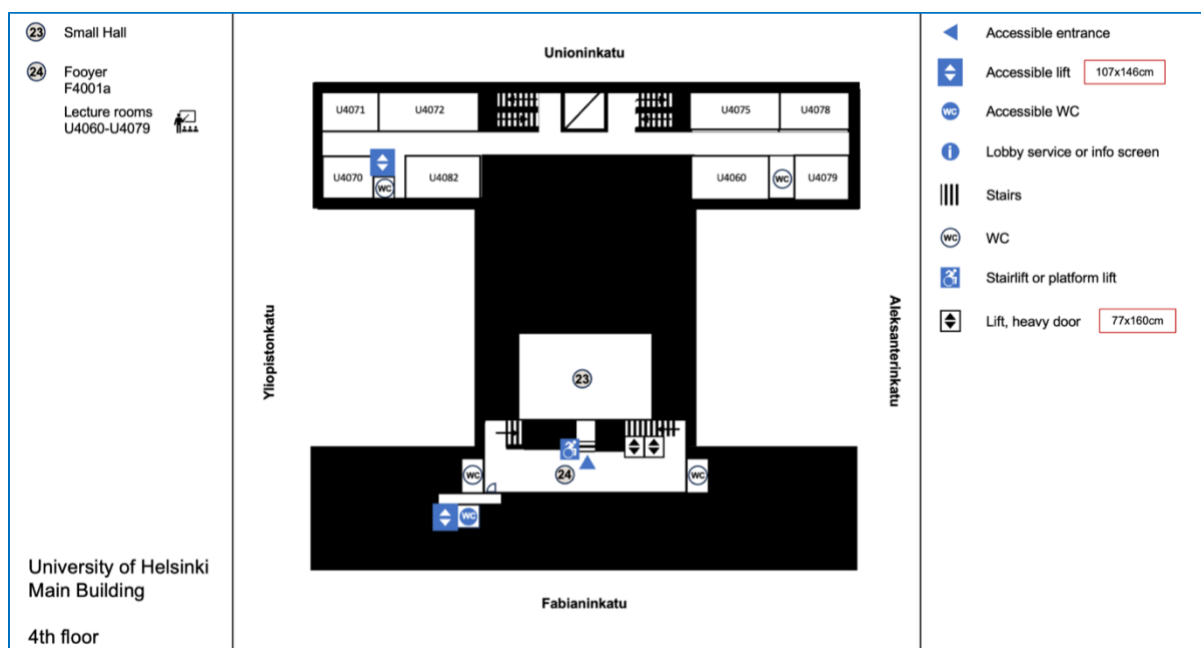 23 Small Hall
24 Fooyer
F4001a
Lecture rooms
U4060-U4079
University of Helsinki
Main Building
4th floor
Unioninkatu
U4071 U4072 U4075 U4078
U4070 U4082 U4060 U4079
WC WC
Yliopistonkatu
Aleksanterinkatu
23
24
WC WC
WC
Fabianinkatu
Accessible entrance
Accessible lift 107x146cm
WC Accessible WC
i Lobby service or info screen
Stairs
WC WC
Stairlift or platform lift
Lift, heavy door 77x160cm